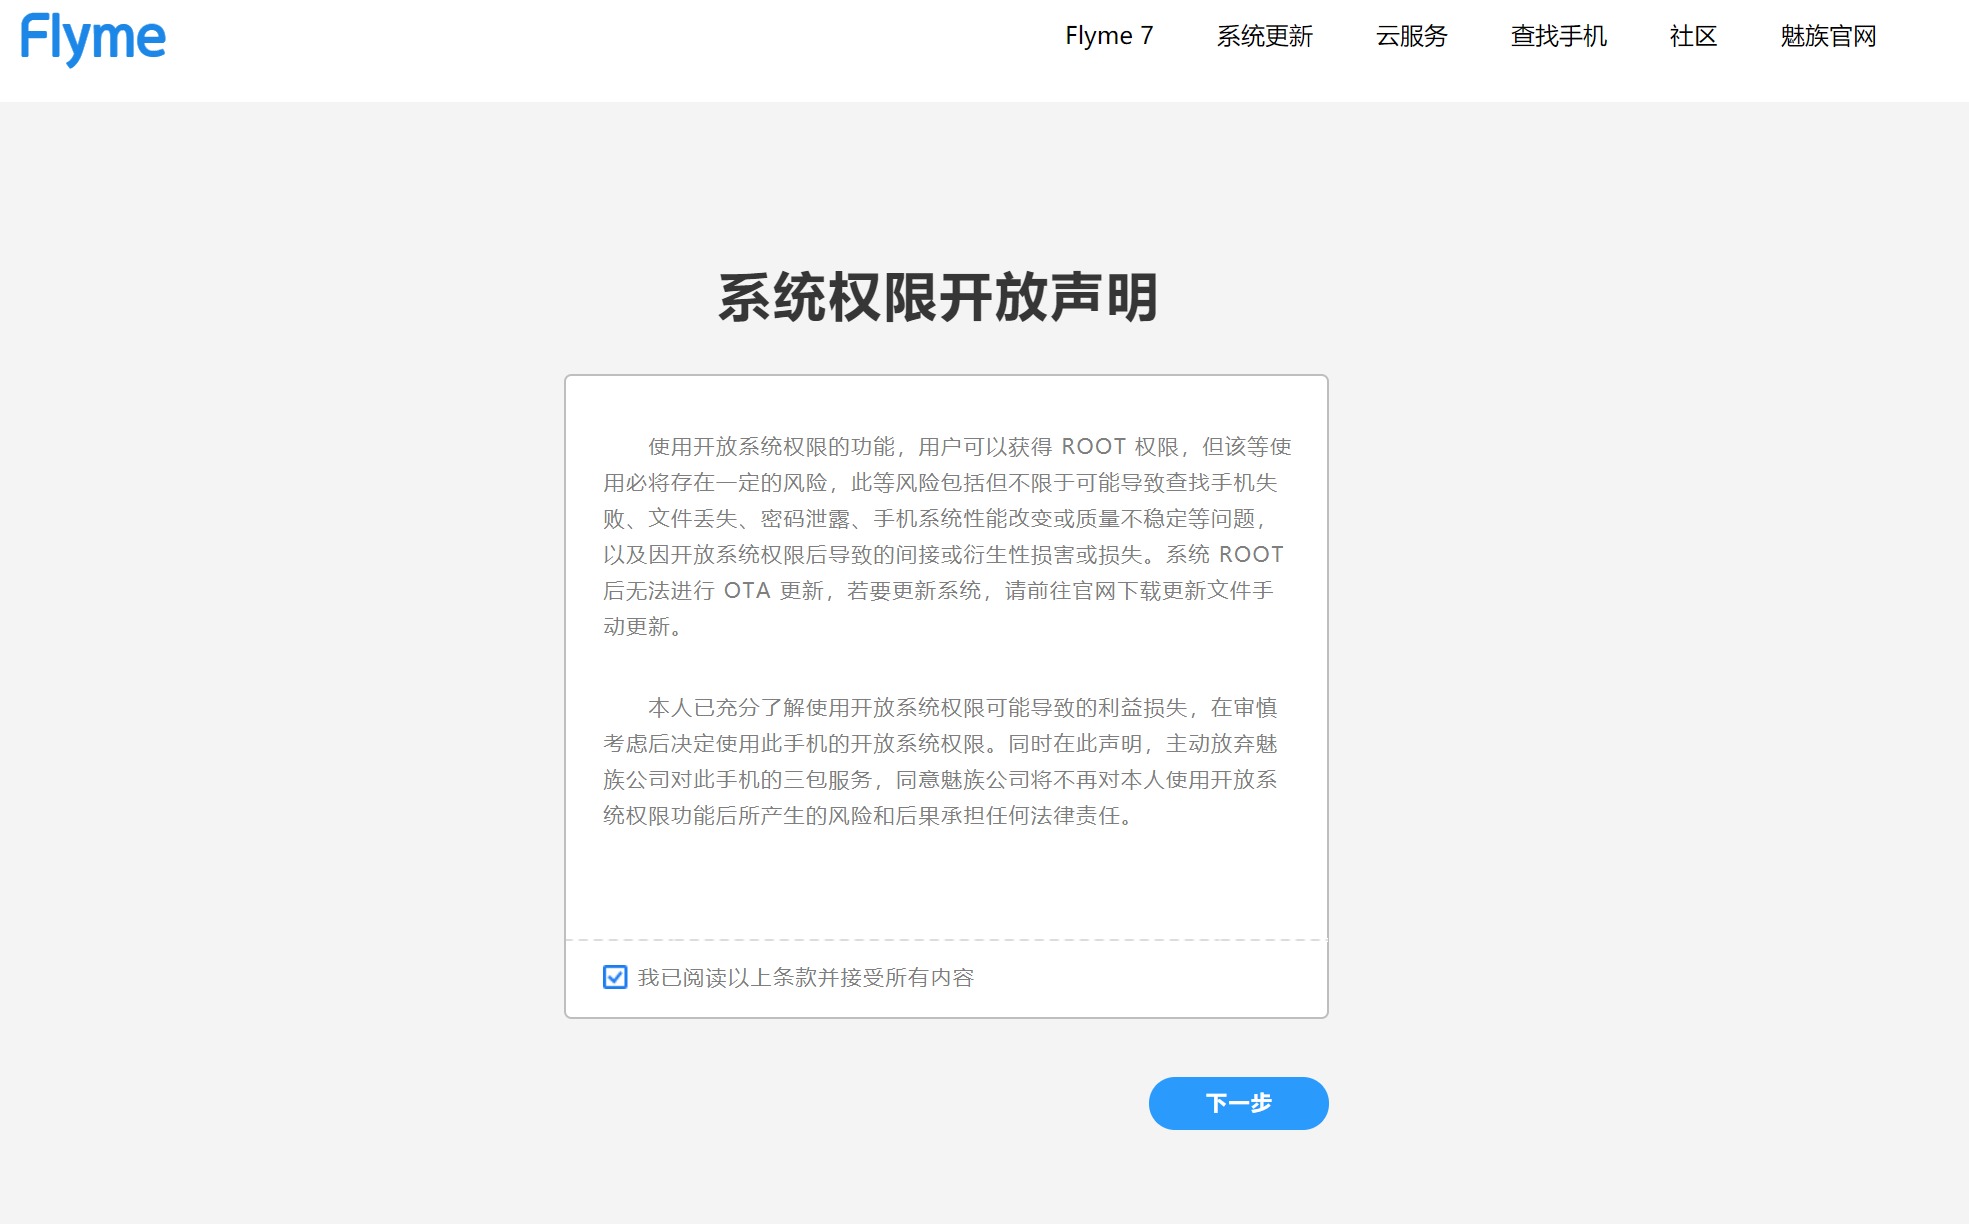 Flyme
Flyme 7 系统更新 云服务 查找手机 社区 魅族官网
系统权限开放声明
使用开放系统权限的功能，用户可以获得 ROOT 权限，但该等使
用必将存在一定的风险，此等风险包括但不限于可能导致查找手机失
败、文件丢失、密码泄露、手机系统性能改变或质量不稳定等问题，
以及因开放系统权限后导致的间接或衍生性损害或损失。系统 ROOT
后无法进行 OTA 更新，若要更新系统，请前往官网下载更新文件手
动更新。
本人已充分了解使用开放系统权限可能导致的利益损失，在审慎
考虑后决定使用此手机的开放系统权限。同时在此声明，主动放弃魅
族公司对此手机的三包服务，同意魅族公司将不再对本人使用开放系
统权限功能后所产生的风险和后果承担任何法律责任。
我已阅读以上条款并接受所有内容
下一步